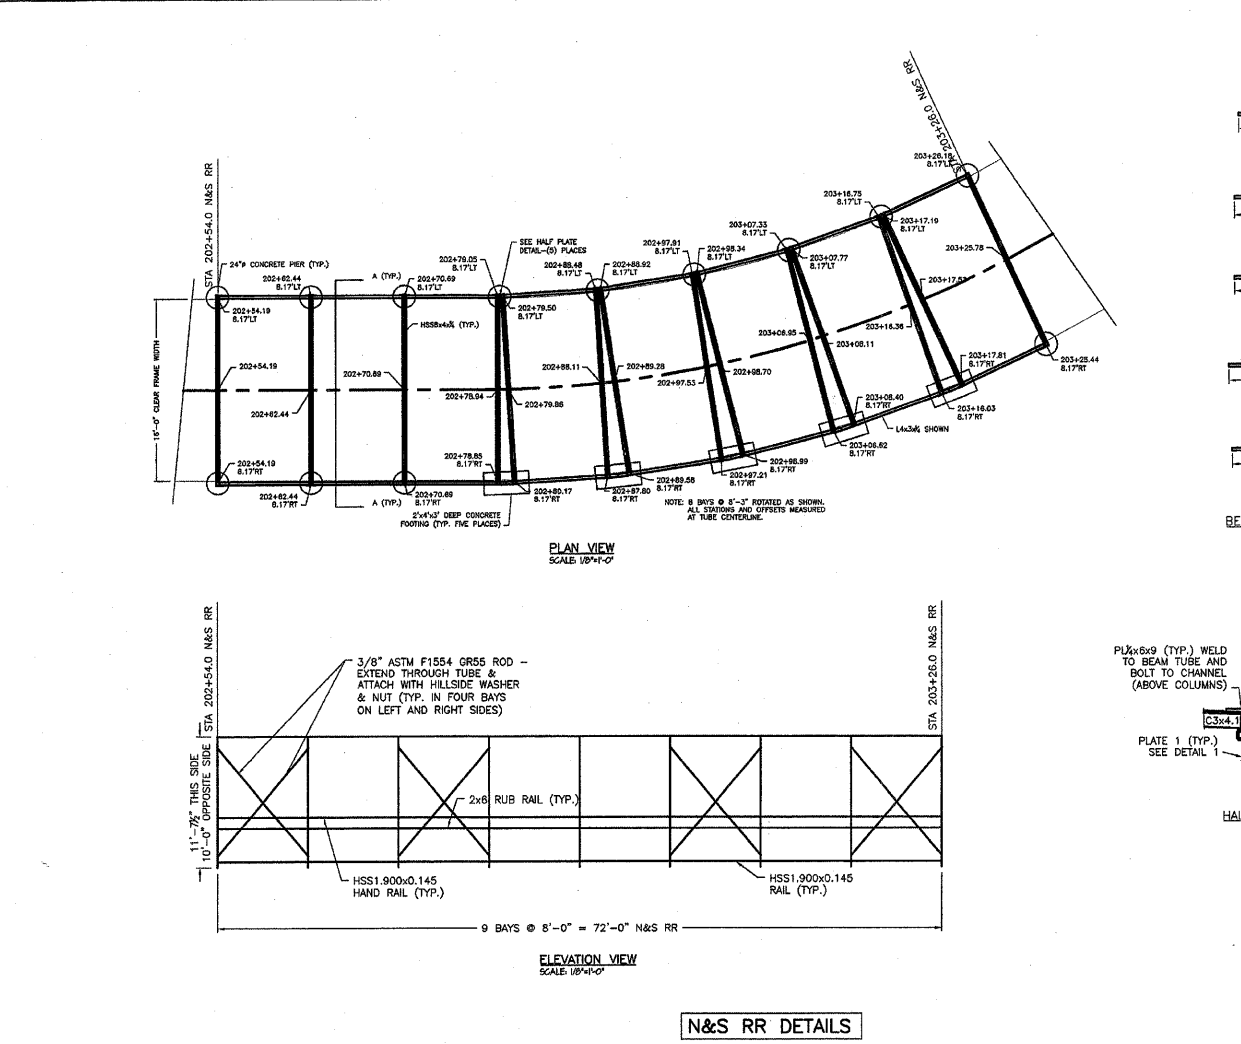 STA 203+26.0 N&S RR
STA 202+54.0 N&S RR
24"ø CONCRETE PIER (TYP.)
202+62.44
8.17'LT
A (TYP.)
202+70.69
8.17'LT
202+79.05
8.17'LT
SEE HALF PLATE
DETAIL-(5) PLACES
202+88.48
8.17'LT
202+88.92
8.17'LT
202+97.91
8.17'LT
202+98.34
8.17'LT
203+07.33
8.17'LT
203+07.77
8.17'LT
203+16.75
8.17'LT
203+17.19
8.17'LT
203+26.18
8.17'LT
202+54.19
8.17'LT
HSS8x4x¼ (TYP.)
202+79.50
8.17'LT
16'-0" CLEAR FRAME WIDTH
202+54.19
202+62.44
202+70.69
202+78.94
202+79.86
202+88.11
202+89.28
202+97.53
202+98.70
203+06.95
203+08.11
203+16.36
203+17.53
203+25.78
202+54.19
8.17'RT
202+62.44
8.17'RT
A (TYP.)
202+70.69
8.17'RT
202+78.85
8.17'RT
202+80.17
8.17'RT
202+87.80
8.17'RT
202+89.58
8.17'RT
202+97.21
8.17'RT
202+98.99
8.17'RT
203+06.62
8.17'RT
203+08.40
8.17'RT
203+16.03
8.17'RT
203+17.81
8.17'RT
203+25.44
8.17'RT
L4x3x¼ SHOWN
2'x4'x3' DEEP CONCRETE
FOOTING (TYP. FIVE PLACES)
NOTE: 8 BAYS @ 8'-3" ROTATED AS SHOWN.
ALL STATIONS AND OFFSETS MEASURED
AT TUBE CENTERLINE.
PLAN VIEW
SCALE: 1/8"=1'-0"
BE
STA 202+54.0 N&S RR
STA 203+26.0 N&S RR
3/8" ASTM F1554 GR55 ROD -
EXTEND THROUGH TUBE &
ATTACH WITH HILLSIDE WASHER
& NUT (TYP. IN FOUR BAYS
ON LEFT AND RIGHT SIDES)
11'-7½" THIS SIDE
10'-0" OPPOSITE SIDE
2x6 RUB RAIL (TYP.)
HSS1.900x0.145
HAND RAIL (TYP.)
HSS1.900x0.145
RAIL (TYP.)
9 BAYS @ 8'-0" = 72'-0" N&S RR
ELEVATION VIEW
SCALE: 1/8"=1'-0"
PL¼x6x9 (TYP.) WELD
TO BEAM TUBE AND
BOLT TO CHANNEL
(ABOVE COLUMNS)
C3x4.1
PLATE 1 (TYP.)
SEE DETAIL 1
HAL
N&S RR DETAILS